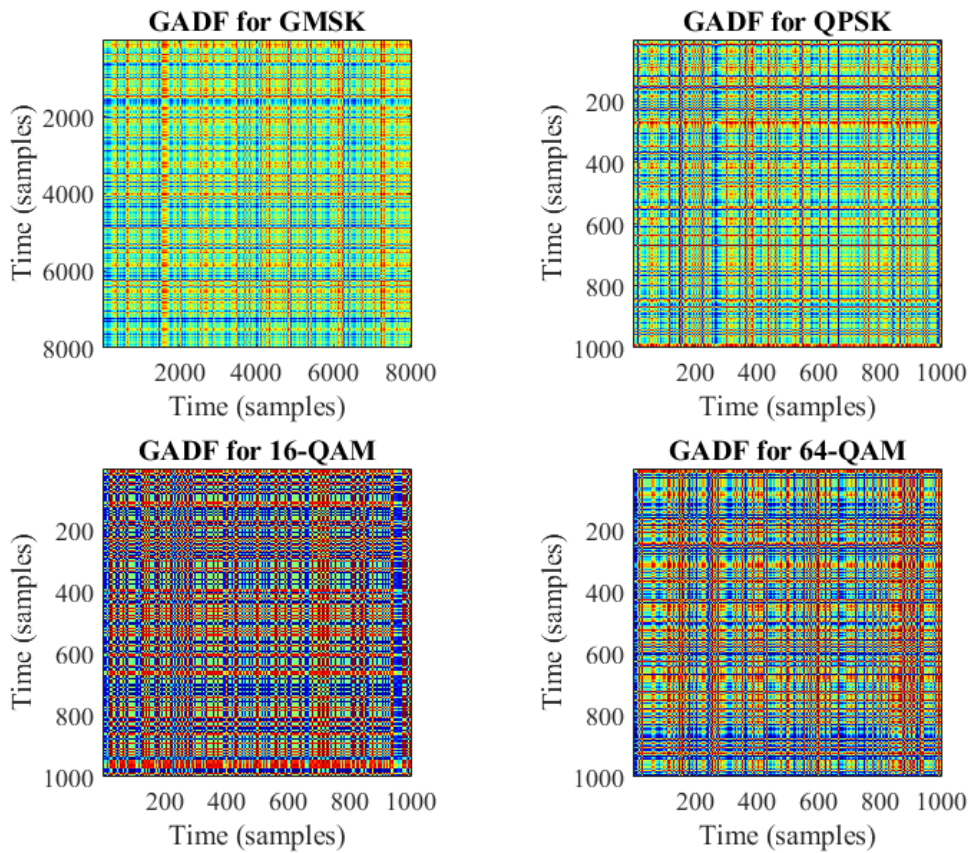 GADF for GMSK
Time (samples)
2000
4000
6000
8000
2000 4000 6000 8000
Time (samples)
GADF for QPSK
Time (samples)
200
400
600
800
1000
200 400 600 800 1000
Time (samples)
GADF for 16-QAM
Time (samples)
200
400
600
800
1000
200 400 600 800 1000
Time (samples)
GADF for 64-QAM
Time (samples)
200
400
600
800
1000
200 400 600 800 1000
Time (samples)